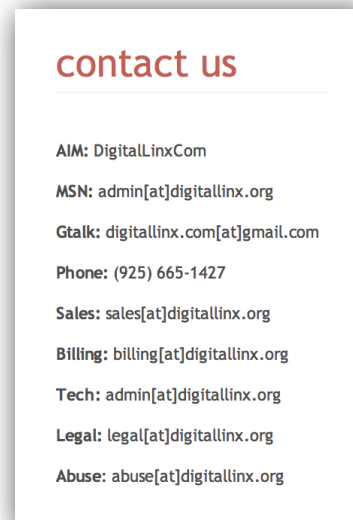 contact us
AIM: DigitalLinxCom
MSN: admin[at]digitallinx.org
Gtalk: digitallinx.com[at]gmail.com
Phone: (925) 665-1427
Sales: sales[at]digitallinx.org
Billing: billing[at]digitallinx.org
Tech: admin[at]digitallinx.org
Legal: legal[at]digitallinx.org
Abuse: abuse[at]digitallinx.org